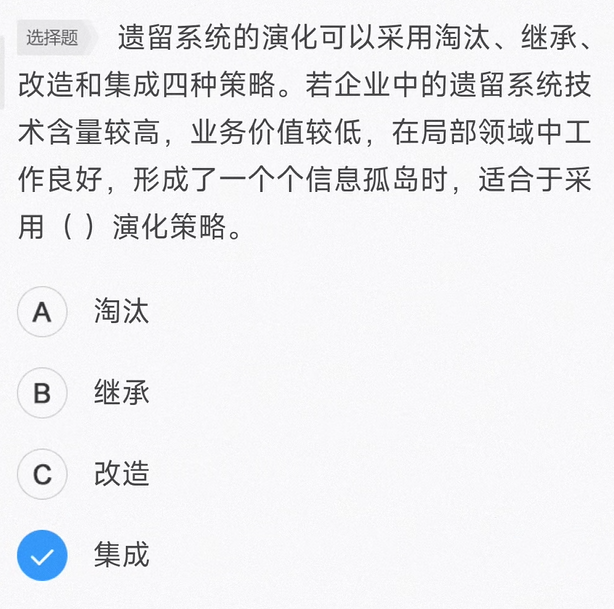 选择题 遗留系统的演化可以采用淘汰、继承、
改造和集成四种策略。若企业中的遗留系统技
术含量较高，业务价值较低，在局部领域中工
作良好，形成了一个个信息孤岛时，适合于采
用（ ）演化策略。
A 淘汰
B 继承
C 改造
集成